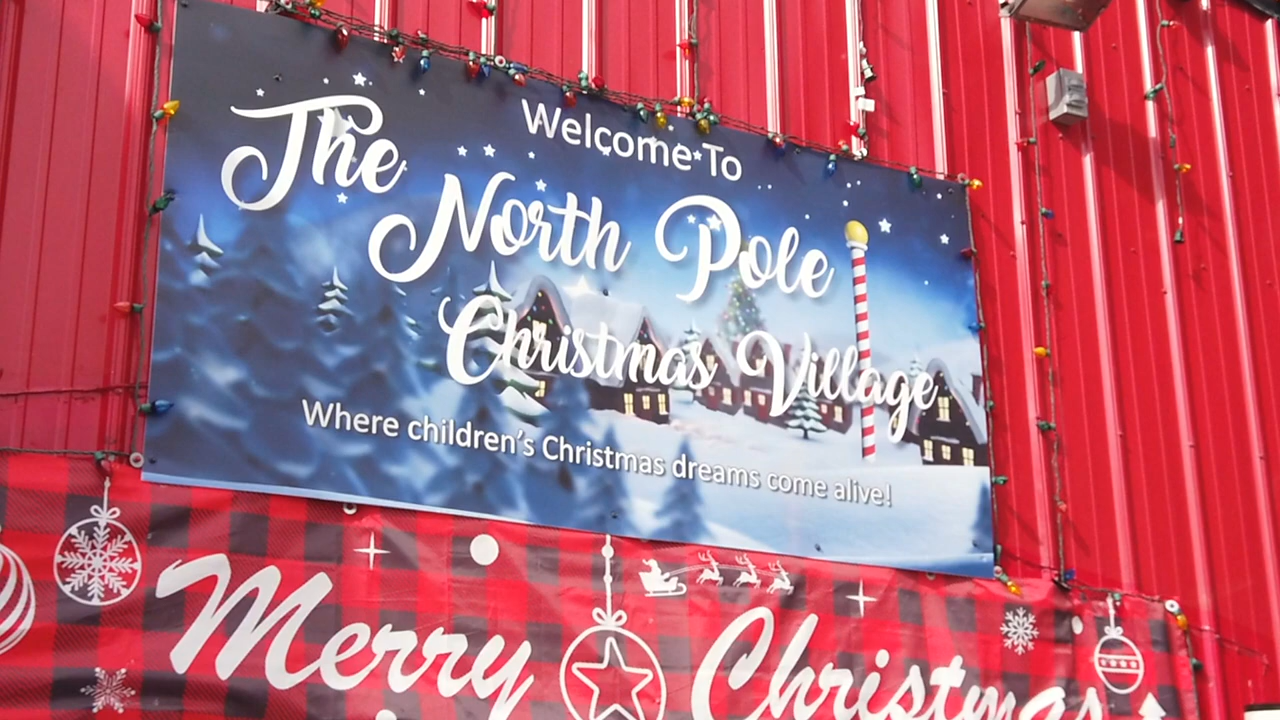 Welcome To
The
North Pole
Christmas Village
Where children's Christmas dreams come alive!
Merry Christmas